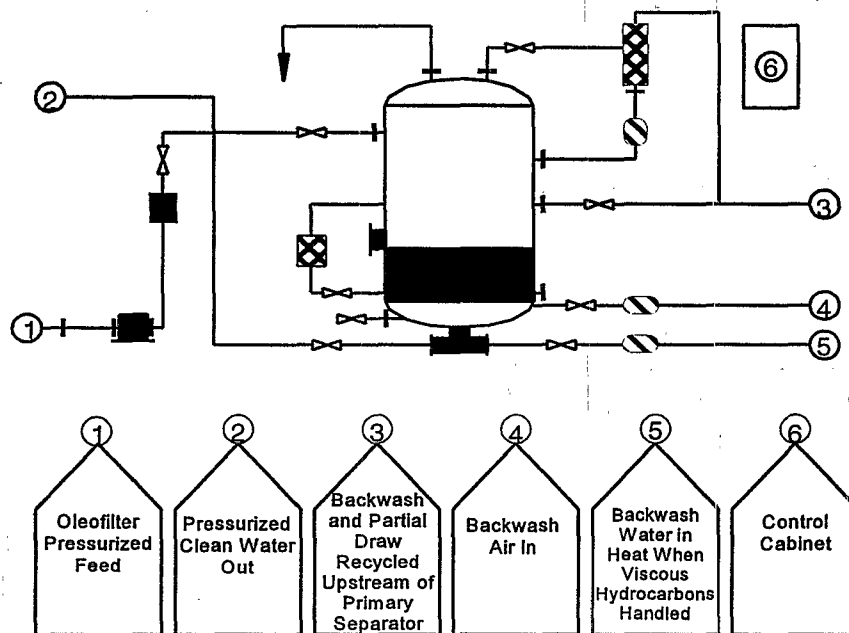 2
6
3
1
4
5
1
2
3
4
5
6
Oleofilter
Pressurized
Feed
Pressurized
Clean Water
Out
Backwash
and Partial
Draw
Recycled
Upstream of
Primary
Separator
Backwash
Air In
Backwash
Water in
Heat When
Viscous
Hydrocarbons
Handled
Control
Cabinet